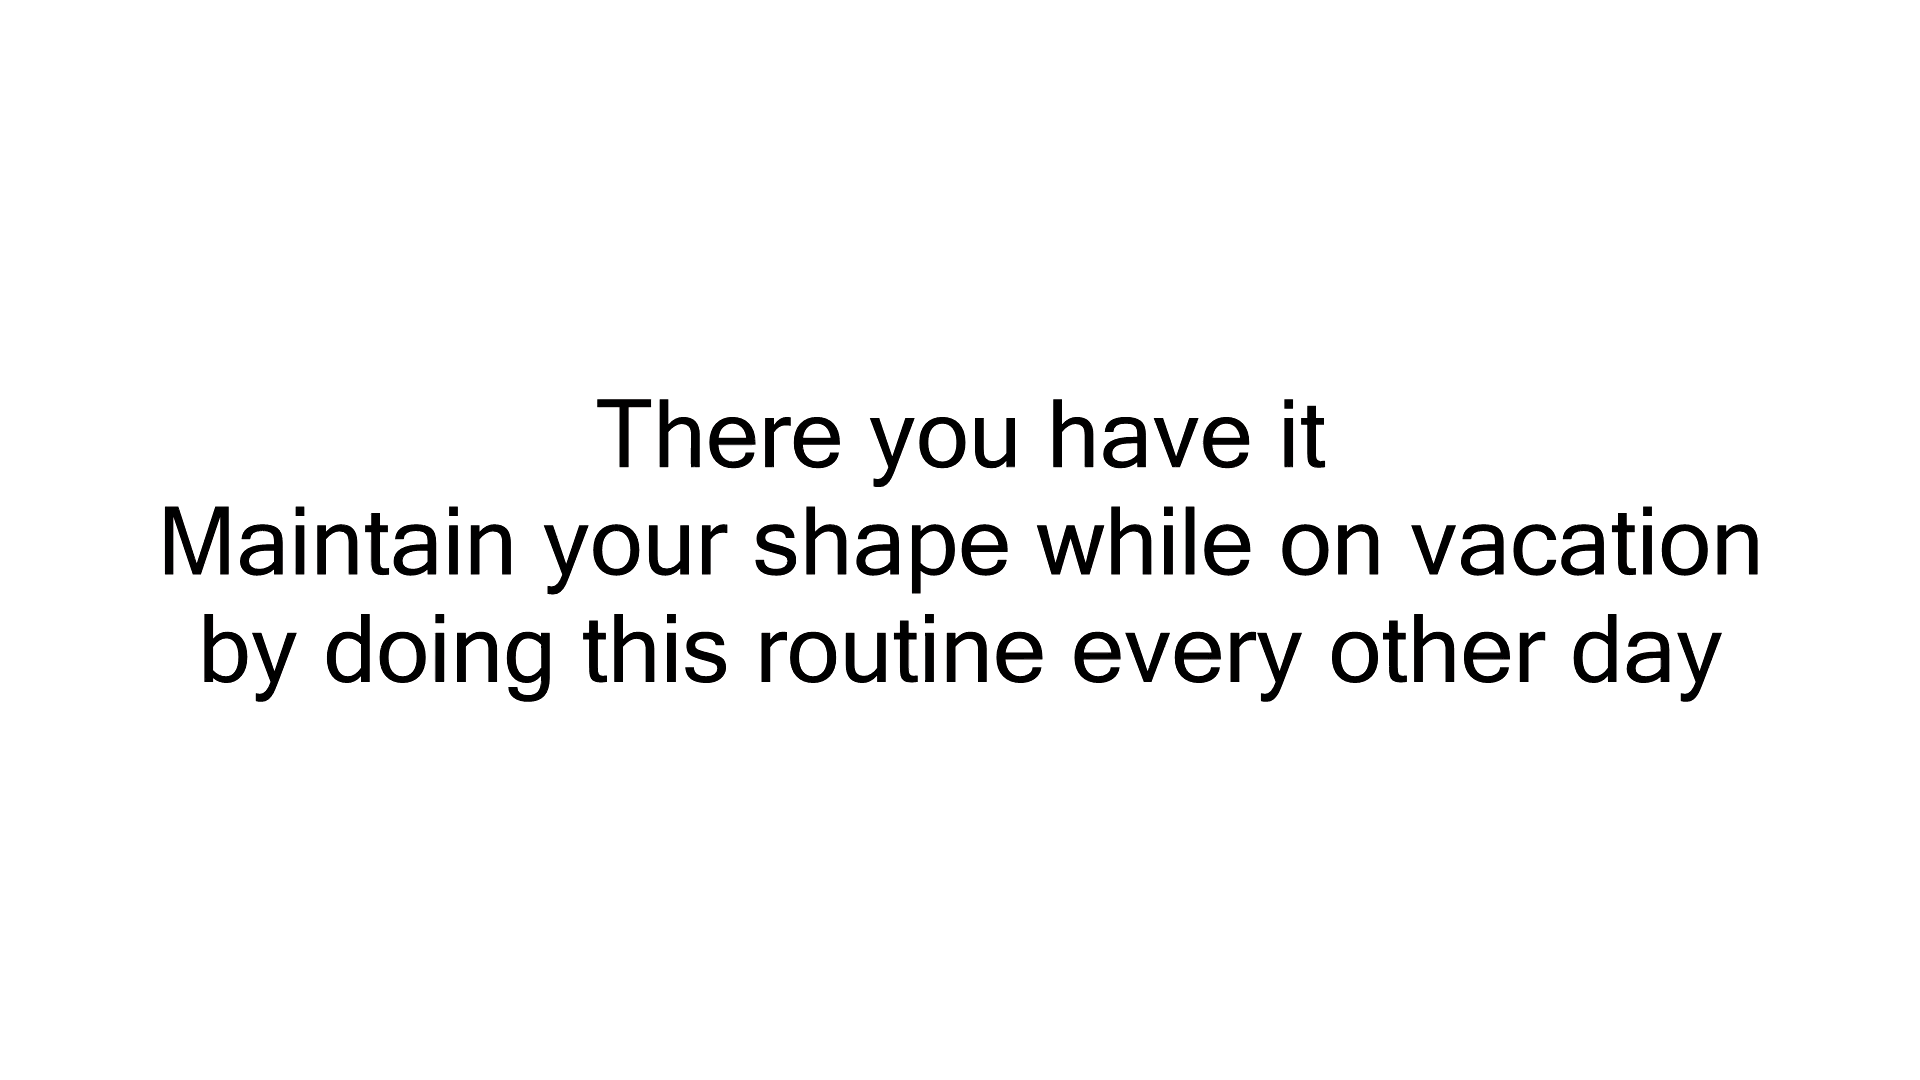 There you have it
Maintain your shape while on vacation
by doing this routine every other day